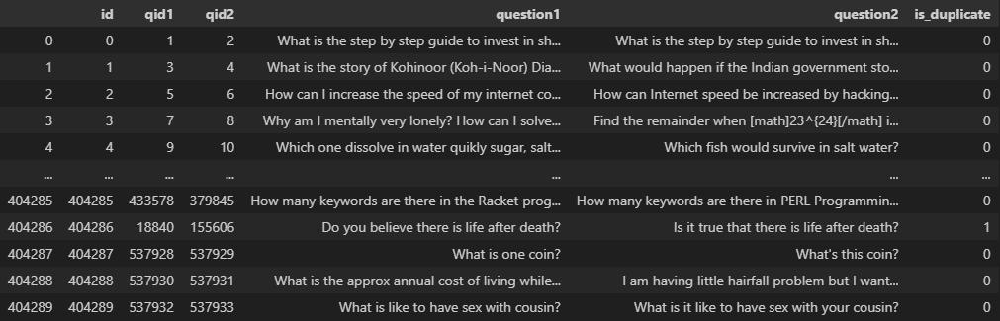 id qid1 qid2 question1 question2 is_duplicate
0 0 1 2 What is the step by step guide to invest in sh... What is the step by step guide to invest in sh... 0
1 1 3 4 What is the story of Kohinoor (Koh-i-Noor) Dia... What would happen if the Indian government sto... 0
2 2 5 6 How can I increase the speed of my internet co... How can Internet speed be increased by hacking... 0
3 3 7 8 Why am I mentally very lonely? How can I solve... Find the remainder when [math]23^{24}[/math] i... 0
4 4 9 10 Which one dissolve in water quikly sugar, salt... Which fish would survive in salt water? 0
... ... ... ... ... ... ...
404285 404285 433578 379845 How many keywords are there in the Racket prog... How many keywords are there in PERL Programmin... 0
404286 404286 18840 155606 Do you believe there is life after death? Is it true that there is life after death? 1
404287 404287 537928 537929 What is one coin? What's this coin? 0
404288 404288 537930 537931 What is the approx annual cost of living while... I am having little hairfall problem but I want... 0
404289 404289 537932 537933 What is like to have sex with cousin? What is it like to have sex with your cousin? 0